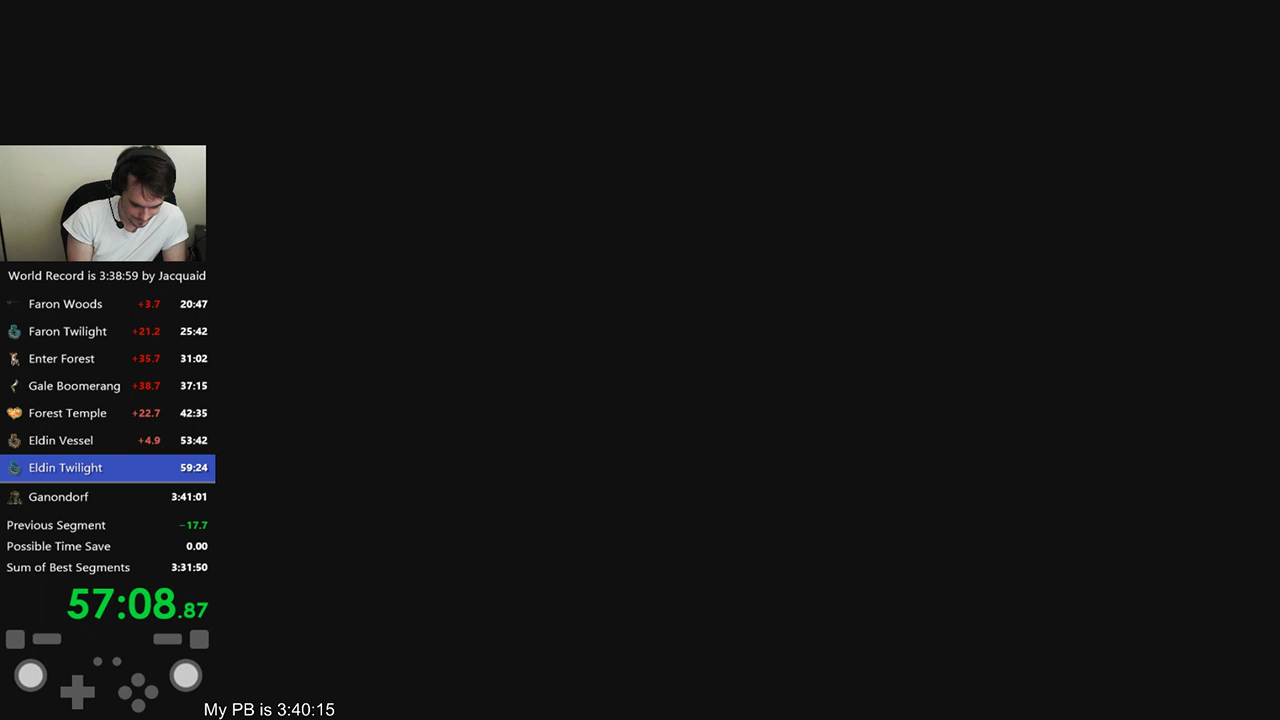 World Record is 3:38:59 by Jacquaid
Faron Woods +3.7 20:47
Faron Twilight +21.2 25:42
Enter Forest +35.7 31:02
Gale Boomerang +38.7 37:15
Forest Temple +22.7 42:35
Eldin Vessel +4.9 53:42
Eldin Twilight 59:24
Ganondorf 3:41:01
Previous Segment −17.7
Possible Time Save 0.00
Sum of Best Segments 3:31:50
57:08.87
My PB is 3:40:15